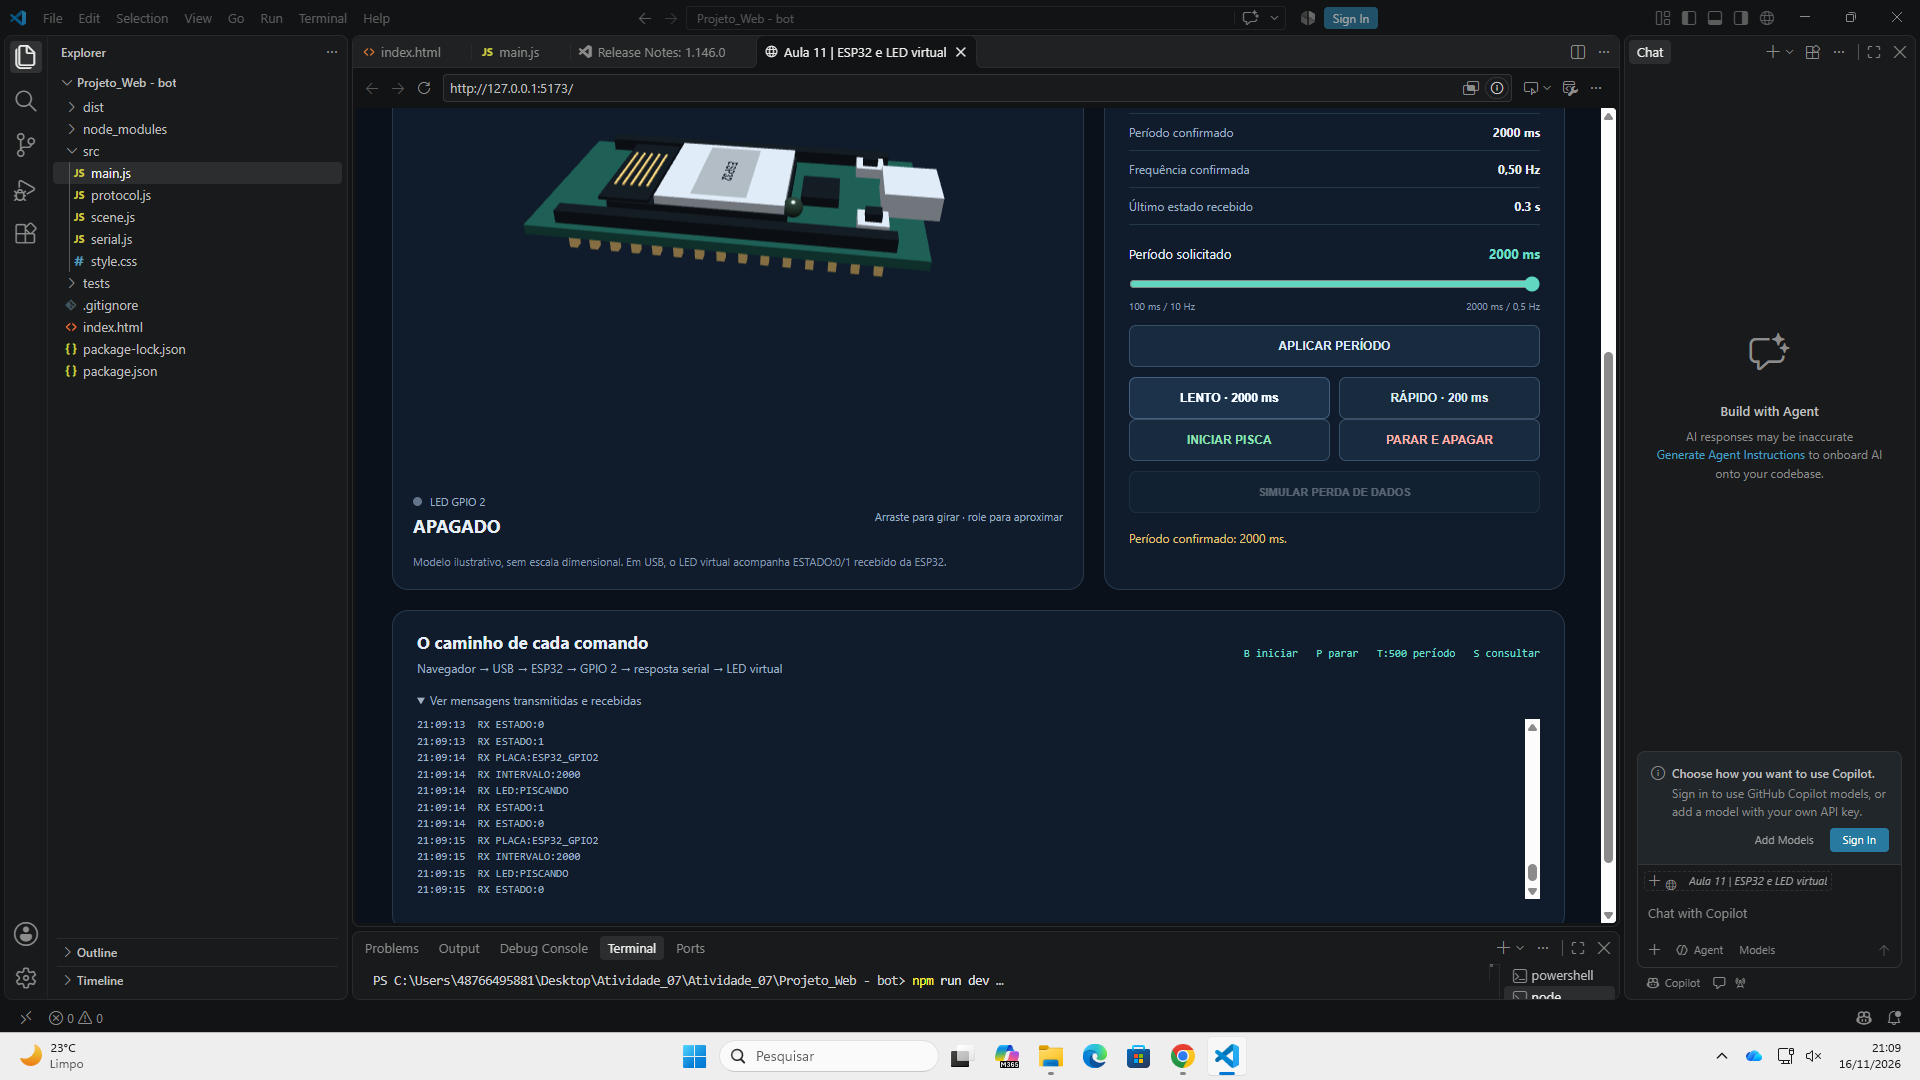 File Edit Selection View Go Run Terminal Help
Projeto_Web - bot
Sign In
Explorer
Projeto_Web - bot
dist
node_modules
src
JS main.js
JS protocol.js
JS scene.js
JS serial.js
# style.css
tests
.gitignore
<> index.html
{} package-lock.json
{} package.json
Outline
Timeline
<> index.html
JS main.js
Release Notes: 1.146.0
Aula 11 | ESP32 e LED virtual
http://127.0.0.1:5173/
ESP32
LED GPIO 2
APAGADO
Arraste para girar · role para aproximar
Modelo ilustrativo, sem escala dimensional. Em USB, o LED virtual acompanha ESTADO:0/1 recebido da ESP32.
Período confirmado 2000 ms
Frequência confirmada 0,50 Hz
Último estado recebido 0.3 s
Período solicitado 2000 ms
100 ms / 10 Hz 2000 ms / 0,5 Hz
APLICAR PERÍODO
LENTO · 2000 ms RÁPIDO · 200 ms
INICIAR PISCA PARAR E APAGAR
SIMULAR PERDA DE DADOS
Período confirmado: 2000 ms.
O caminho de cada comando
Navegador → USB → ESP32 → GPIO 2 → resposta serial → LED virtual
B iniciar P parar T:500 período S consultar
▼ Ver mensagens transmitidas e recebidas
21:09:13 RX ESTADO:0
21:09:13 RX ESTADO:1
21:09:14 RX PLACA:ESP32_GPIO2
21:09:14 RX INTERVALO:2000
21:09:14 RX LED:PISCANDO
21:09:14 RX ESTADO:1
21:09:14 RX ESTADO:0
21:09:15 RX PLACA:ESP32_GPIO2
21:09:15 RX INTERVALO:2000
21:09:15 RX LED:PISCANDO
21:09:15 RX ESTADO:0
Problems Output Debug Console Terminal Ports
PS C:\Users\48766495881\Desktop\Atividade_07\Atividade_07\Projeto_Web - bot> npm run dev …
powershell
node
Chat
Build with Agent
AI responses may be inaccurate
Generate Agent Instructions to onboard AI
onto your codebase.
Choose how you want to use Copilot.
Sign in to use GitHub Copilot models, or
add a model with your own API key.
Add Models Sign In
Aula 11 | ESP32 e LED virtual
Chat with Copilot
Agent Models
Copilot
0 0
23°C
Limpo
Pesquisar
M365
21:09
16/11/2026